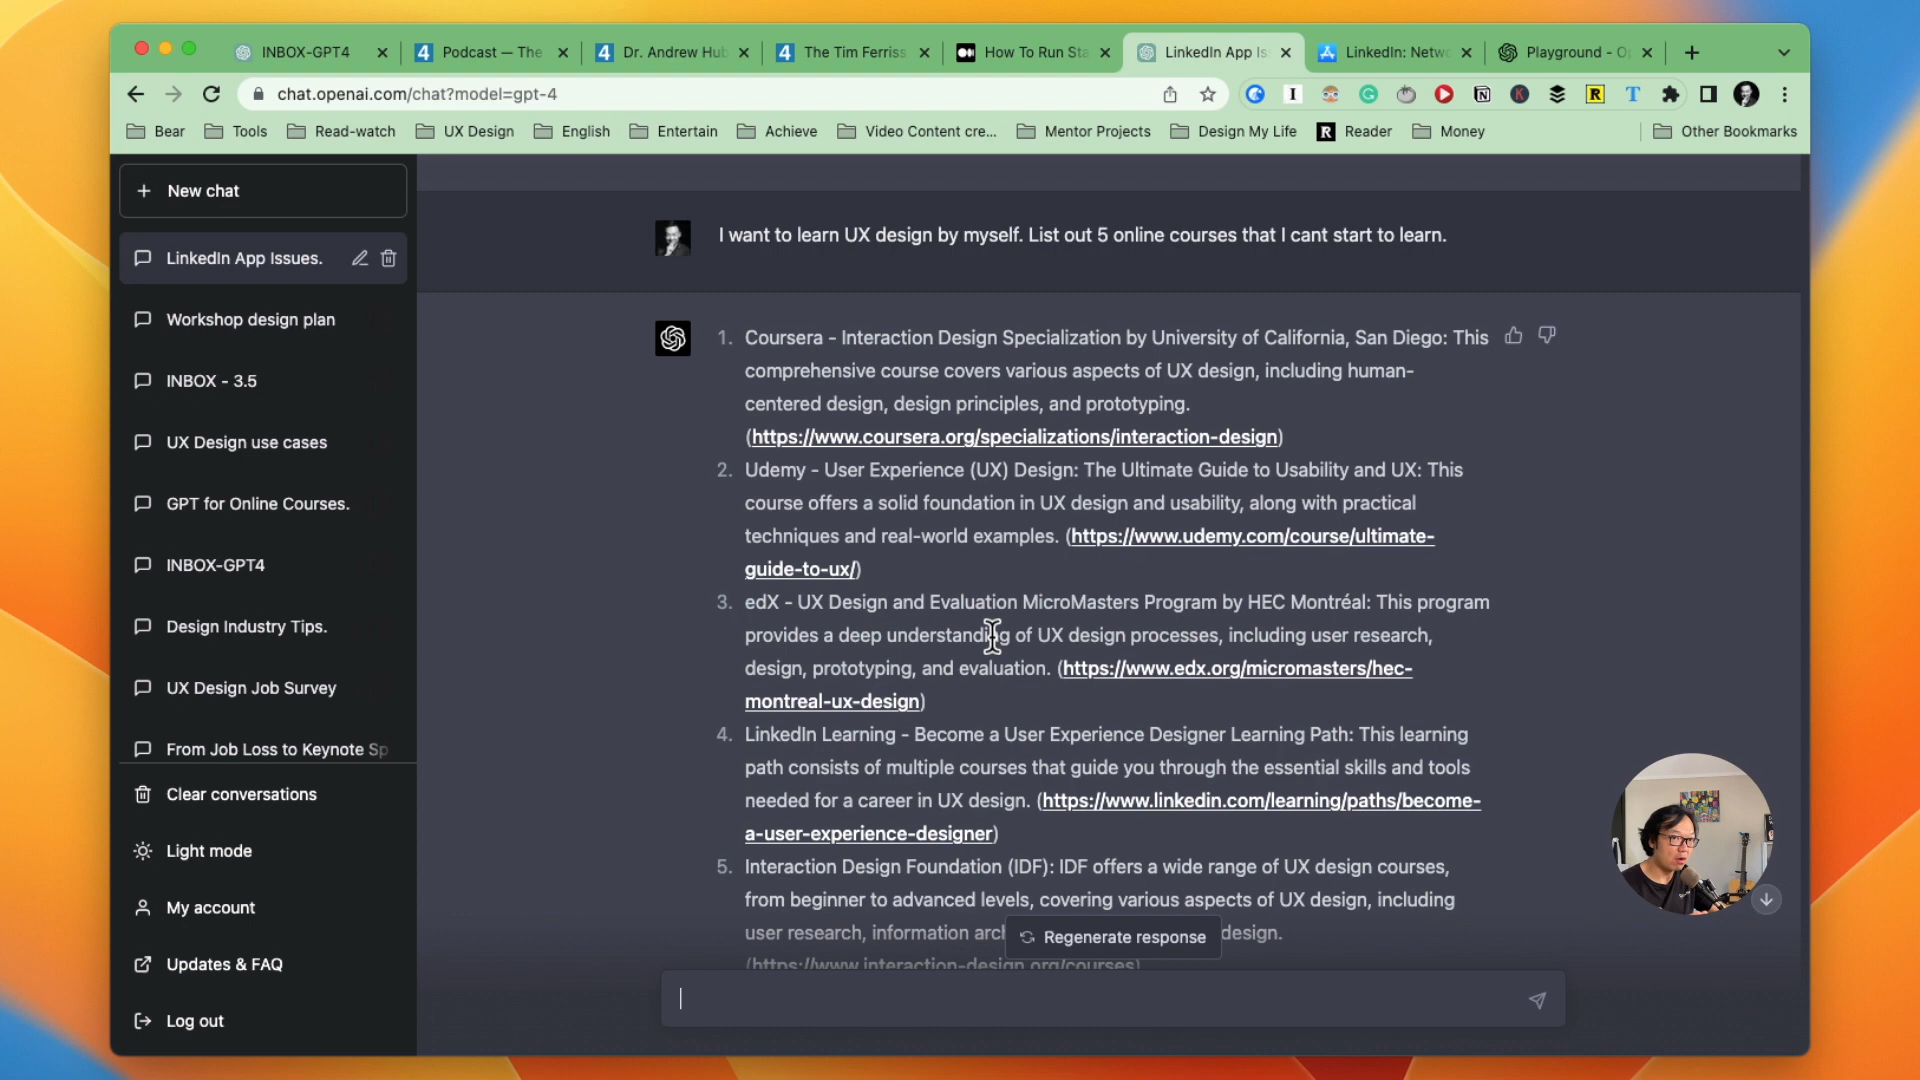 INBOX-GPT4
Podcast — The
Dr. Andrew Hub
The Tim Ferriss
How To Run Sta
LinkedIn App Is
LinkedIn: Netwo
Playground - Op
chat.openai.com/chat?model=gpt-4
Bear
Tools
Read-watch
UX Design
English
Entertain
Achieve
Video Content cre...
Mentor Projects
Design My Life
Reader
Money
Other Bookmarks
New chat
LinkedIn App Issues.
Workshop design plan
INBOX - 3.5
UX Design use cases
GPT for Online Courses.
INBOX-GPT4
Design Industry Tips.
UX Design Job Survey
From Job Loss to Keynote Sp
Clear conversations
Light mode
My account
Updates & FAQ
Log out
I want to learn UX design by myself. List out 5 online courses that I cant start to learn.
1. Coursera - Interaction Design Specialization by University of California, San Diego: This
comprehensive course covers various aspects of UX design, including human-
centered design, design principles, and prototyping.
(https://www.coursera.org/specializations/interaction-design)
2. Udemy - User Experience (UX) Design: The Ultimate Guide to Usability and UX: This
course offers a solid foundation in UX design and usability, along with practical
techniques and real-world examples. (https://www.udemy.com/course/ultimate-
guide-to-ux/)
3. edX - UX Design and Evaluation MicroMasters Program by HEC Montréal: This program
provides a deep understanding of UX design processes, including user research,
design, prototyping, and evaluation. (https://www.edx.org/micromasters/hec-
montreal-ux-design)
4. LinkedIn Learning - Become a User Experience Designer Learning Path: This learning
path consists of multiple courses that guide you through the essential skills and tools
needed for a career in UX design. (https://www.linkedin.com/learning/paths/become-
a-user-experience-designer)
5. Interaction Design Foundation (IDF): IDF offers a wide range of UX design courses,
from beginner to advanced levels, covering various aspects of UX design, including
user research, information arc design.
Regenerate response
(https://www.interaction-design.org/courses)